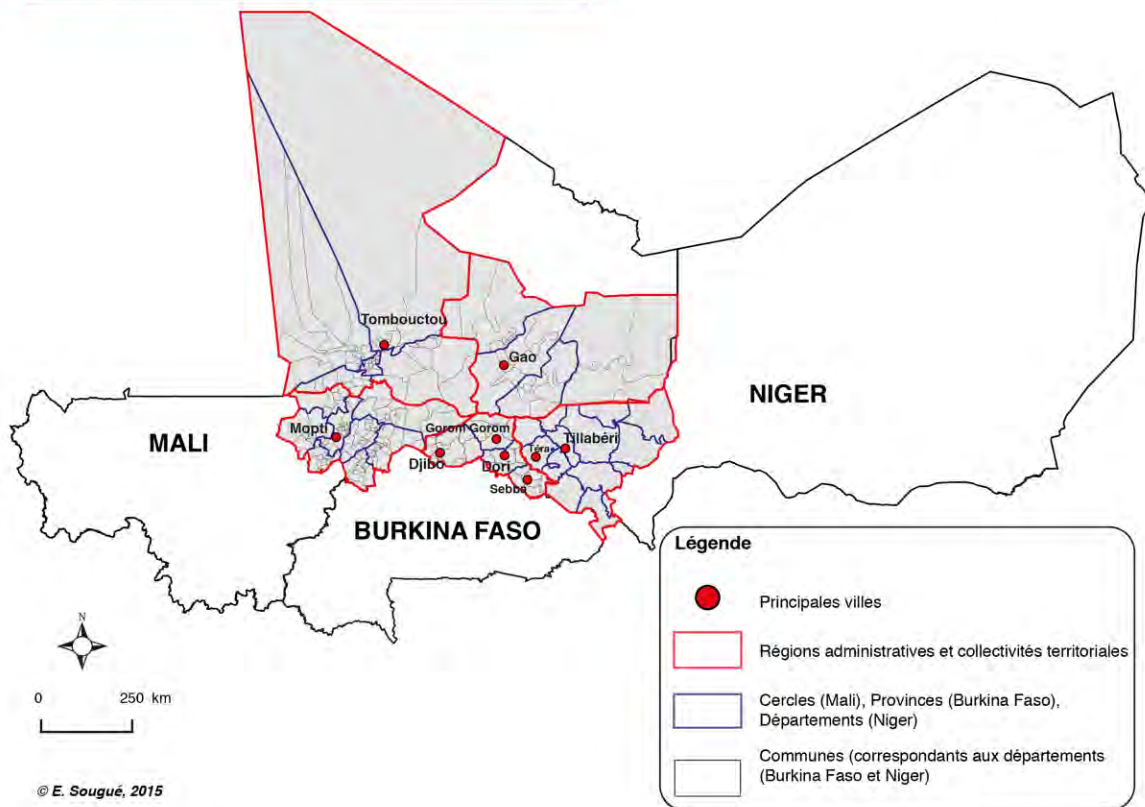 Tombouctou
Gao
NIGER
MALI
Mopti
Gorom Gorom
Djibo
Dori
Téra
Tillabéri
Sebba
BURKINA FASO
Légende
Principales villes
Régions administratives et collectivités territoriales
Cercles (Mali), Provinces (Burkina Faso),
Départements (Niger)
Communes (correspondants aux départements
(Burkina Faso et Niger)
N
0 250 km
© E. Sougué, 2015